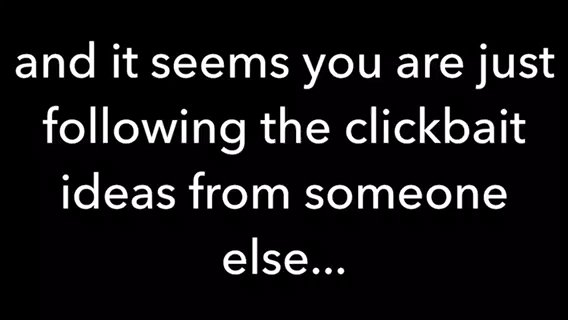 and it seems you are just
following the clickbait
ideas from someone
else...